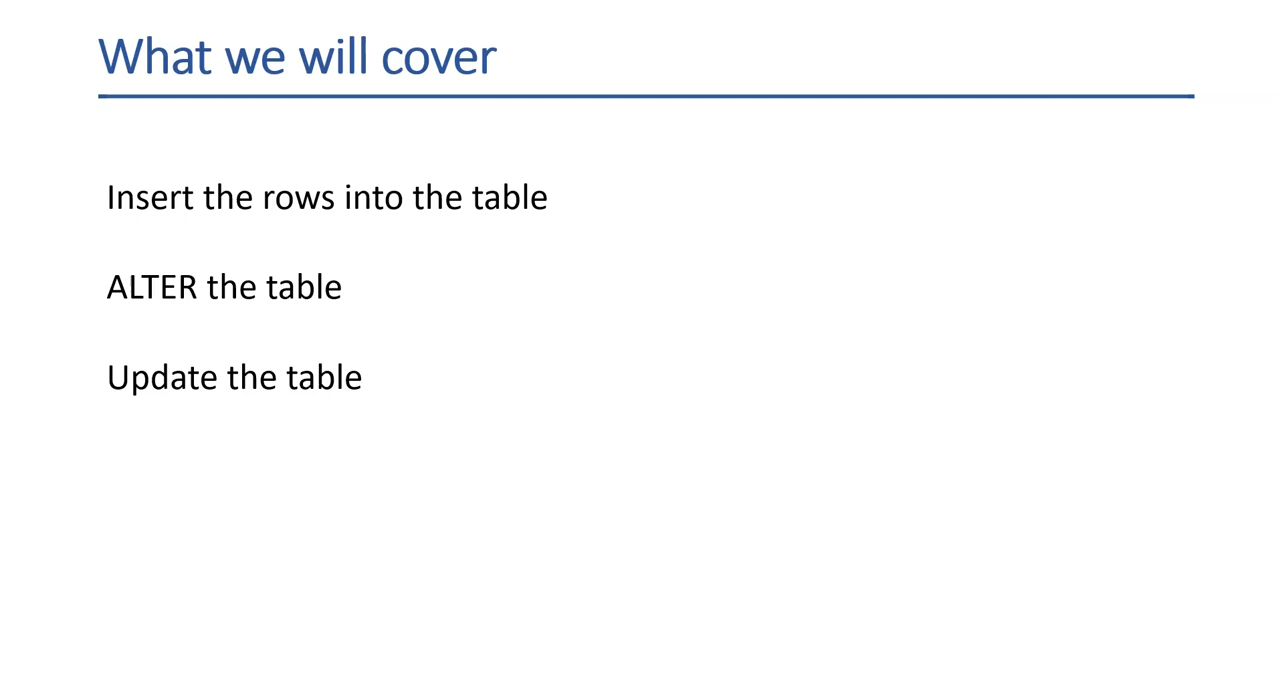 What we will cover
Insert the rows into the table
ALTER the table
Update the table